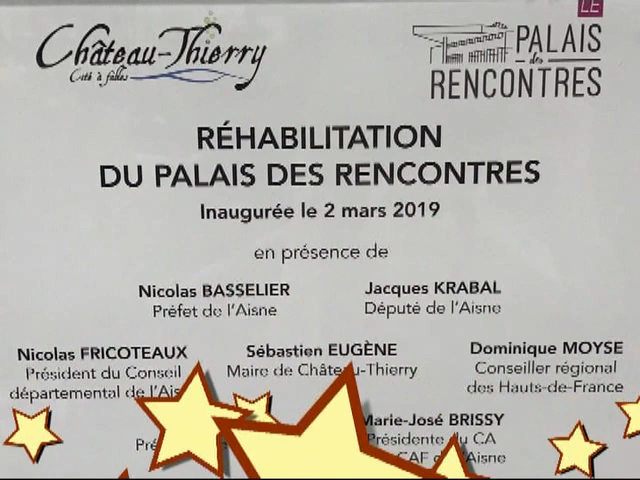 Château-Thierry
Cité à fables
LE
PALAIS
des
RENCONTRES
RÉHABILITATION
DU PALAIS DES RENCONTRES
Inaugurée le 2 mars 2019
en présence de
Nicolas BASSELIER
Préfet de l'Aisne
Jacques KRABAL
Député de l'Aisne
Nicolas FRICOTEAUX
Président du Conseil
départemental de l'Ais
Sébastien EUGÈNE
Maire de Château-Thierry
Dominique MOYSE
Conseiller régional
des Hauts-de-France
Pré
Marie-José BRISSY
Présidente du CA
CAF de l'Aisne